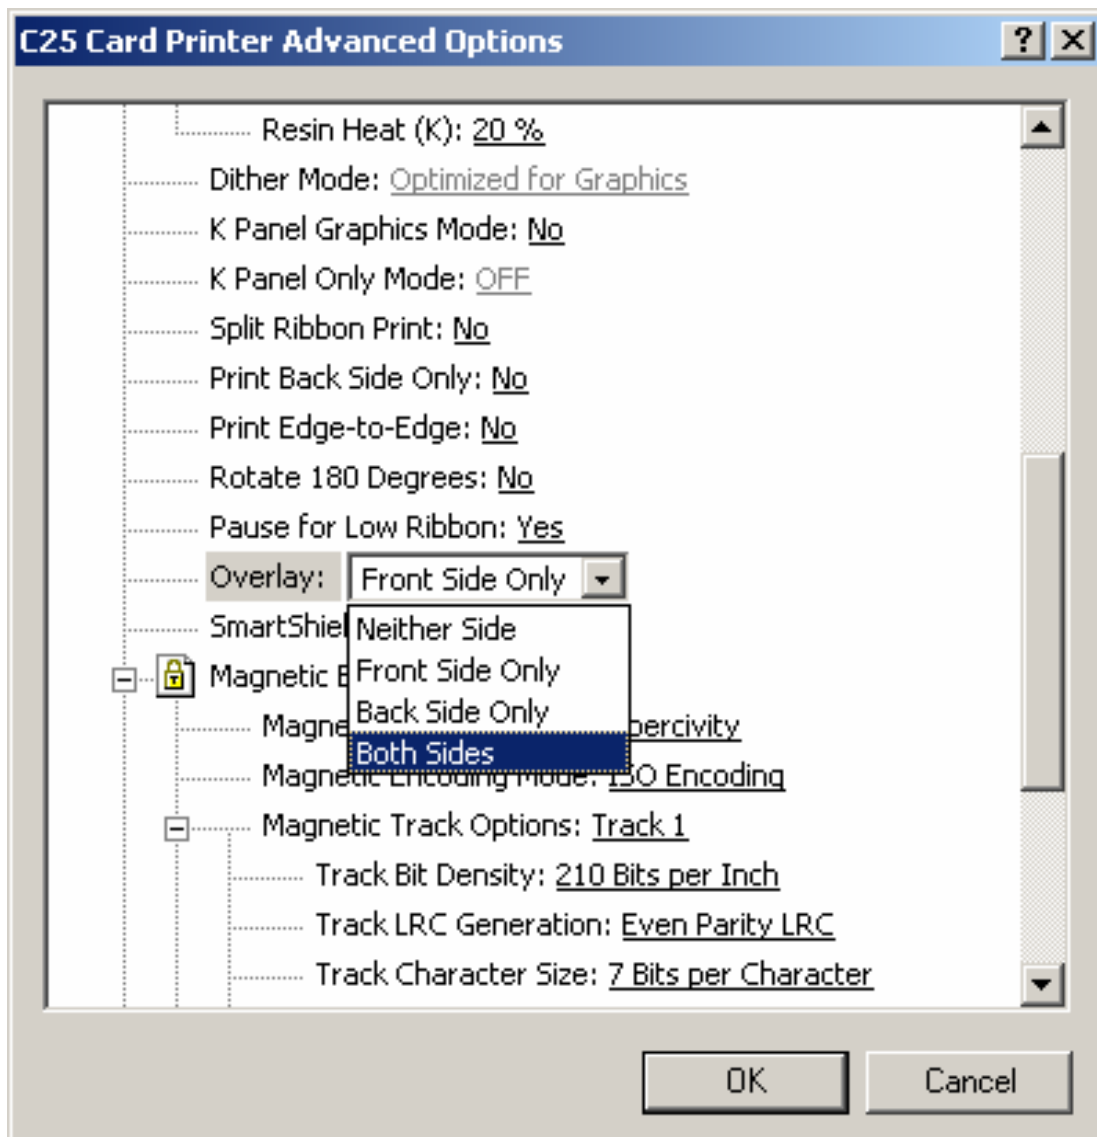 C25 Card Printer Advanced Options
Resin Heat (K): 20 %
Dither Mode: Optimized for Graphics
K Panel Graphics Mode: No
K Panel Only Mode: OFF
Split Ribbon Print: No
Print Back Side Only: No
Print Edge-to-Edge: No
Rotate 180 Degrees: No
Pause for Low Ribbon: Yes
Overlay: Front Side Only
SmartShiel
Neither Side
Front Side Only
Back Side Only
Both Sides
Magnetic E
Magne
percivity
Magnetic Encoding Mode: ISO Encoding
Magnetic Track Options: Track 1
Track Bit Density: 210 Bits per Inch
Track LRC Generation: Even Parity LRC
Track Character Size: 7 Bits per Character
OK
Cancel